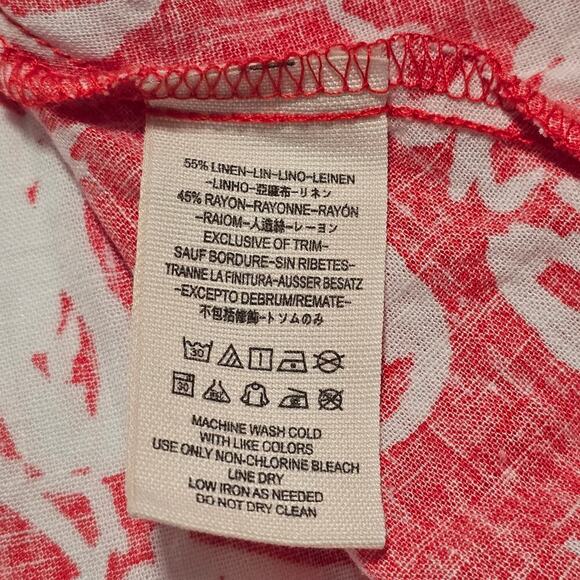 55% LINEN-LIN-LINO-LEINEN
-LINHO-亞麻布-リネン
45% RAYON-RAYONNE-RAYÓN
-RAIOM-人造絲-レーヨン
EXCLUSIVE OF TRIM-
SAUF BORDURE-SIN RIBETES-
TRANNE LA FINITURA-AUSSER BESATZ
-EXCEPTO DEBRUM/REMATE-
不包括修飾-トソムのみ
30
30
MACHINE WASH COLD
WITH LIKE COLORS
USE ONLY NON-CHLORINE BLEACH
LINE DRY
LOW IRON AS NEEDED
DO NOT DRY CLEAN